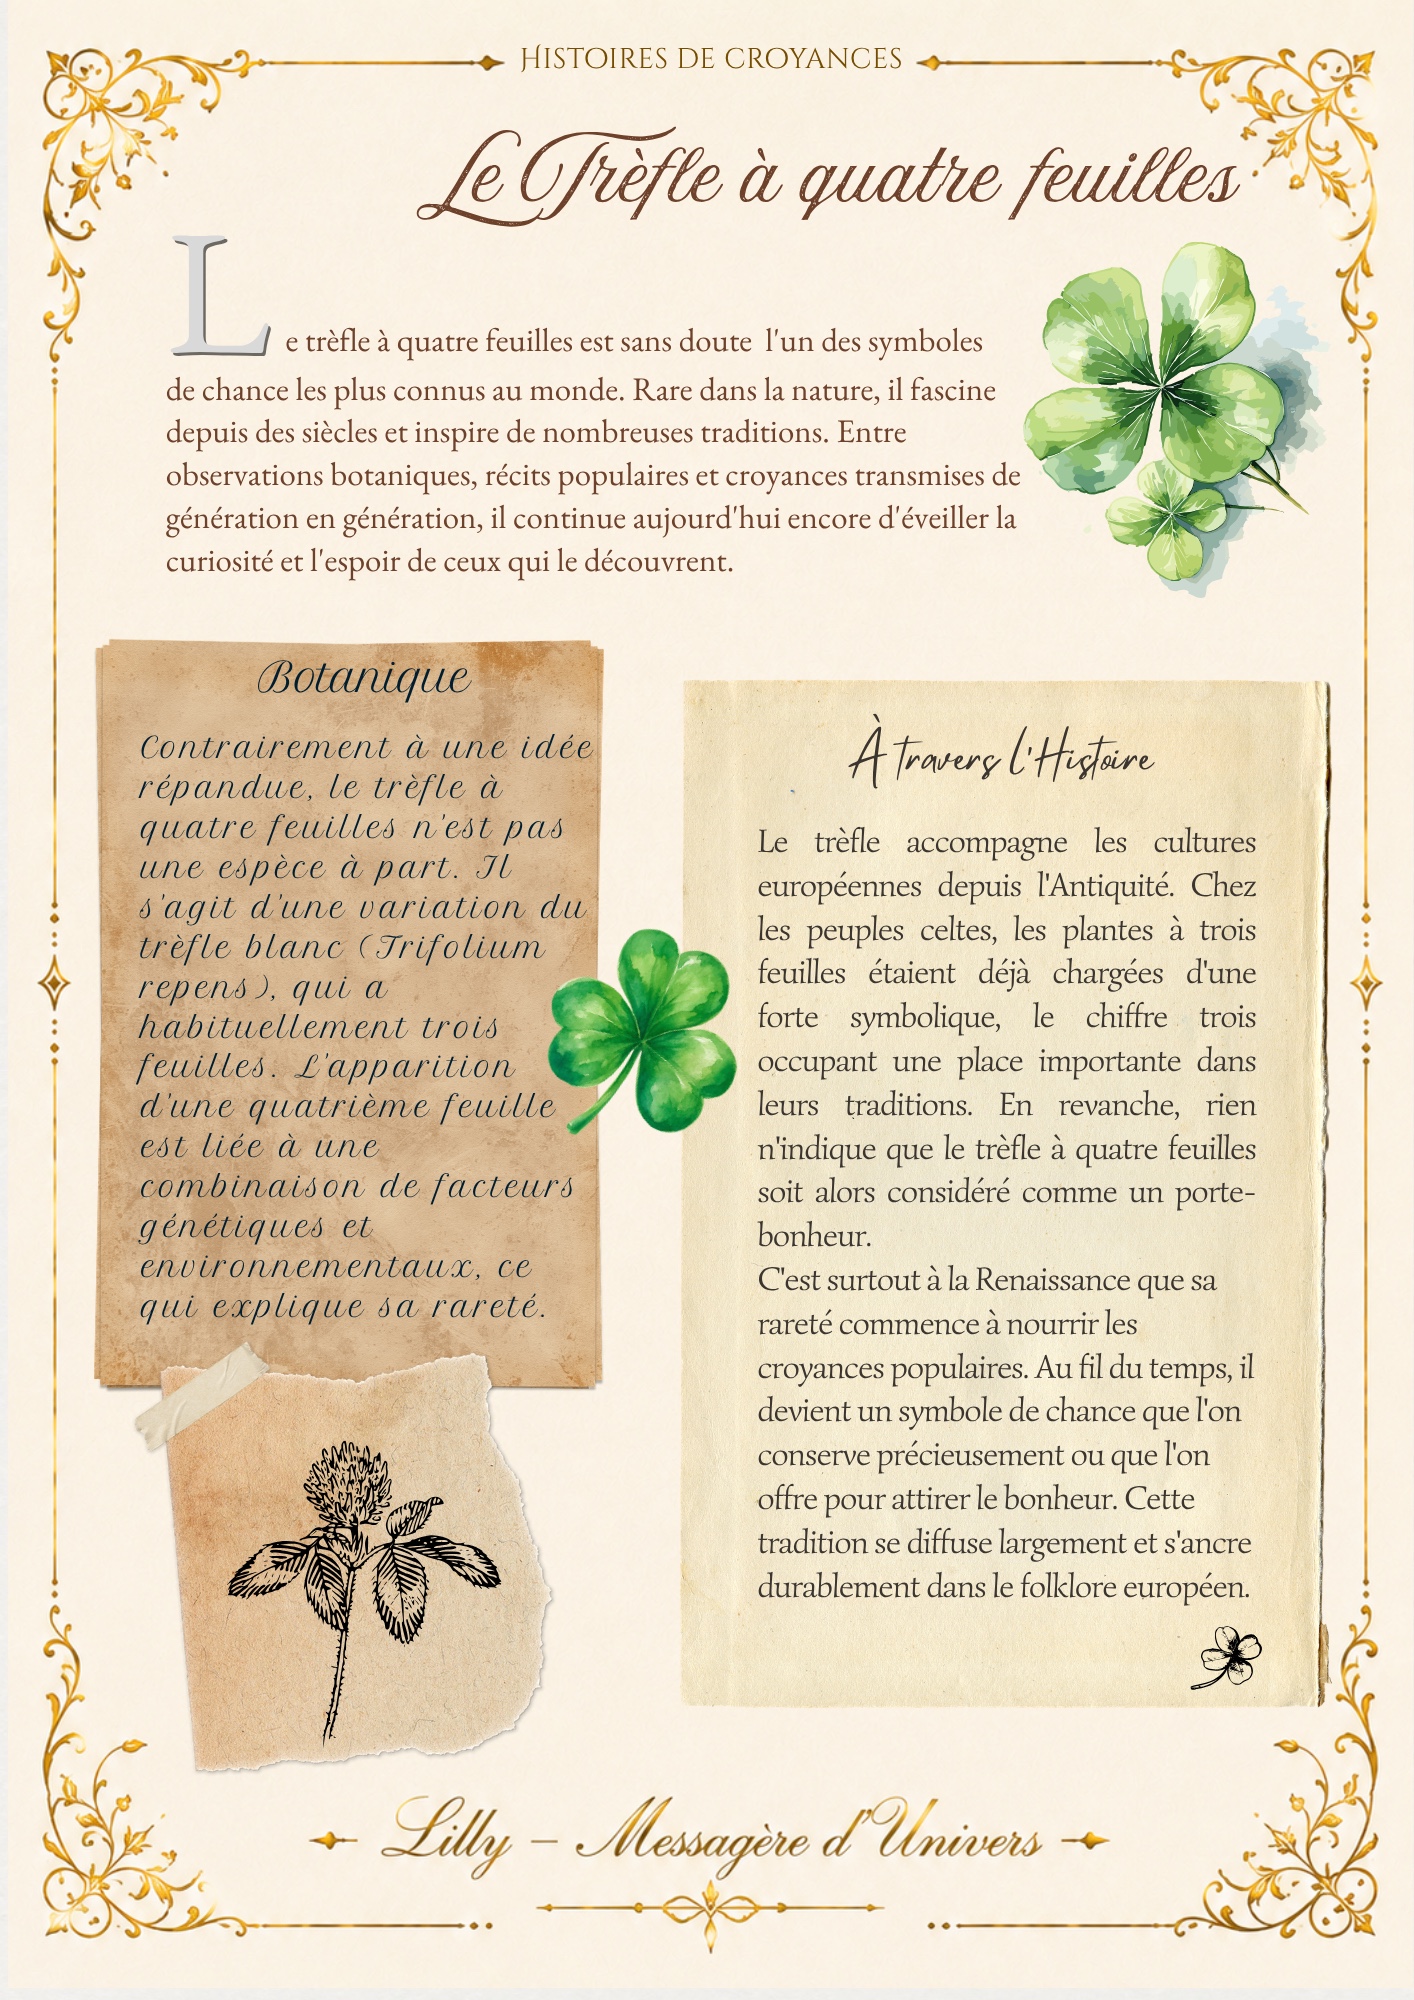 Histoires de croyances
Le Trèfle à quatre feuilles
Le trèfle à quatre feuilles est sans doute l'un des symboles
de chance les plus connus au monde. Rare dans la nature, il fascine
depuis des siècles et inspire de nombreuses traditions. Entre
observations botaniques, récits populaires et croyances transmises de
génération en génération, il continue aujourd'hui encore d'éveiller la
curiosité et l'espoir de ceux qui le découvrent.
Botanique
Contrairement à une idée
répandue, le trèfle à
quatre feuilles n'est pas
une espèce à part. Il
s'agit d'une variation du
trèfle blanc (Trifolium
repens), qui a
habituellement trois
feuilles. L'apparition
d'une quatrième feuille
est liée à une
combinaison de facteurs
génétiques et
environnementaux, ce
qui explique sa rareté.
À travers l'Histoire
Le trèfle accompagne les cultures
européennes depuis l'Antiquité. Chez
les peuples celtes, les plantes à trois
feuilles étaient déjà chargées d'une
forte symbolique, le chiffre trois
occupant une place importante dans
leurs traditions. En revanche, rien
n'indique que le trèfle à quatre feuilles
soit alors considéré comme un porte-
bonheur.
C'est surtout à la Renaissance que sa
rareté commence à nourrir les
croyances populaires. Au fil du temps, il
devient un symbole de chance que l'on
conserve précieusement ou que l'on
offre pour attirer le bonheur. Cette
tradition se diffuse largement et s'ancre
durablement dans le folklore européen.
Lilly – Messagère d'Univers